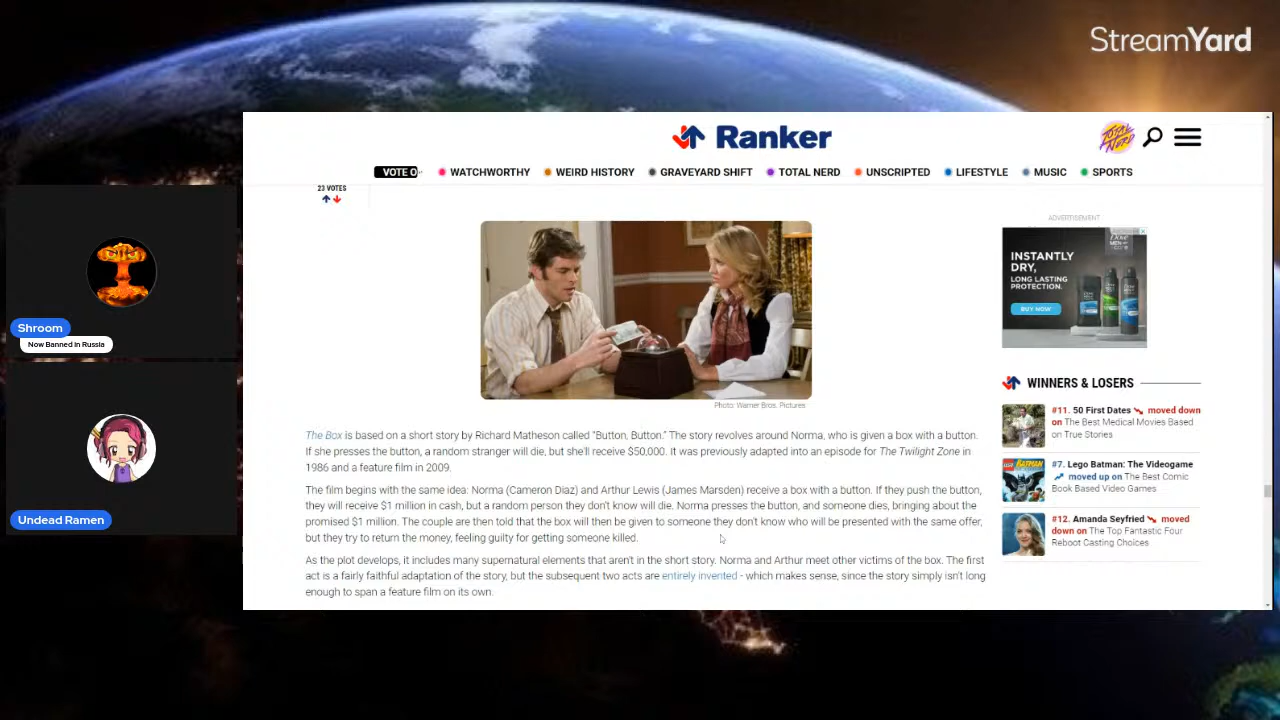 StreamYard
Ranker
TOTAL NERD
VOTE O
WATCHWORTHY
WEIRD HISTORY
GRAVEYARD SHIFT
TOTAL NERD
UNSCRIPTED
LIFESTYLE
MUSIC
SPORTS
23 VOTES
Photo: Warner Bros. Pictures
The Box is based on a short story by Richard Matheson called "Button, Button." The story revolves around Norma, who is given a box with a button.
If she presses the button, a random stranger will die, but she'll receive $50,000. It was previously adapted into an episode for The Twilight Zone in
1986 and a feature film in 2009.
The film begins with the same idea: Norma (Cameron Diaz) and Arthur Lewis (James Marsden) receive a box with a button. If they push the button,
they will receive $1 million in cash, but a random person they don't know will die. Norma presses the button, and someone dies, bringing about the
promised $1 million. The couple are then told that the box will then be given to someone they don't know who will be presented with the same offer,
but they try to return the money, feeling guilty for getting someone killed.
As the plot develops, it includes many supernatural elements that aren't in the short story. Norma and Arthur meet other victims of the box. The first
act is a fairly faithful adaptation of the story, but the subsequent two acts are entirely invented - which makes sense, since the story simply isn't long
enough to span a feature film on its own.
ADVERTISEMENT
INSTANTLY
DRY,
LONG LASTING
PROTECTION.
BUY NOW
MEN+CARE
WINNERS & LOSERS
#11. 50 First Dates moved down
on The Best Medical Movies Based
on True Stories
#7. Lego Batman: The Videogame
moved up on The Best Comic
Book Based Video Games
#12. Amanda Seyfried moved
down on The Top Fantastic Four
Reboot Casting Choices
Shroom
Now Banned In Russia
Undead Ramen